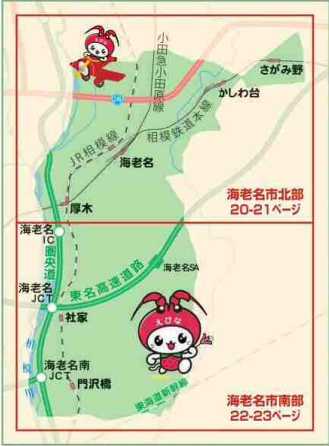 小田急小田原線
さがみ野
かしわ台
相模鉄道本線
JR相模線
海老名
厚木
海老名市北部
20-21ページ
海老名
IC
圏央道
海老名SA
東名高速道路
海老名
JCT
社家
えびな
相模川
海老名南
JCT
門沢橋
東海道新幹線
海老名市南部
22-23ページ